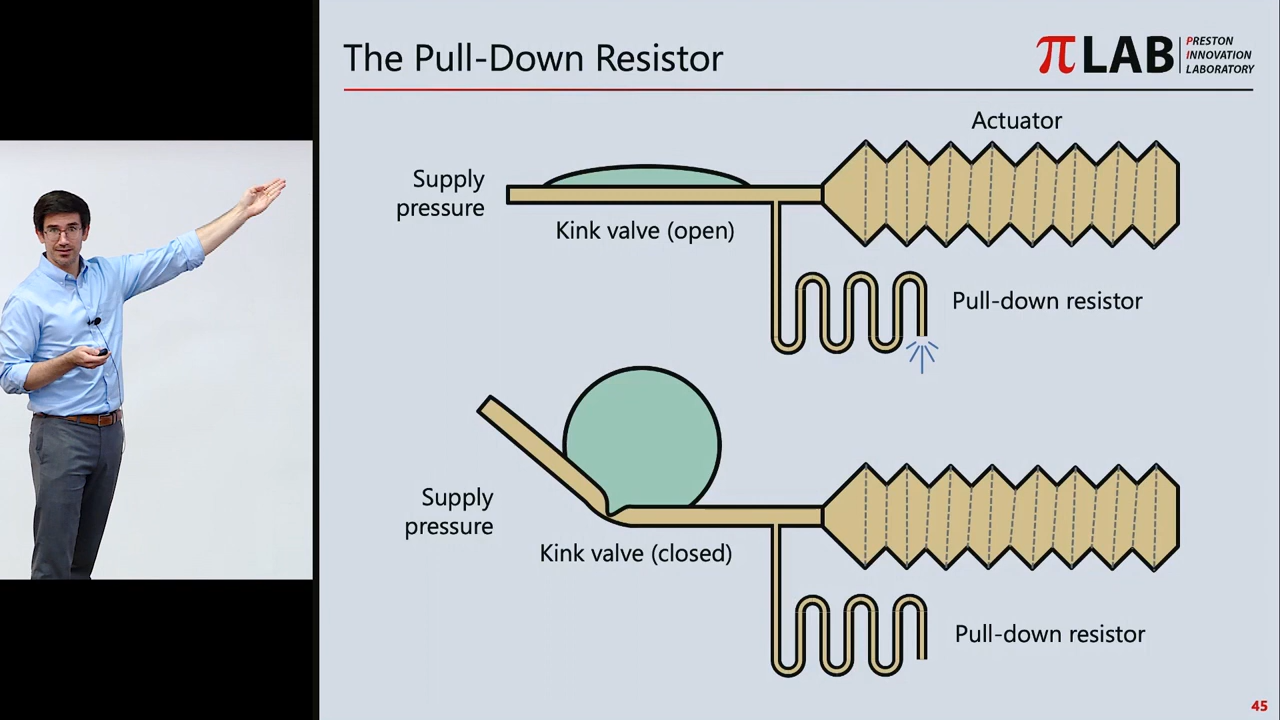 The Pull-Down Resistor
πLAB
PRESTON
INNOVATION
LABORATORY
Actuator
Supply
pressure
Kink valve (open)
Pull-down resistor
Supply
pressure
Kink valve (closed)
Pull-down resistor
45